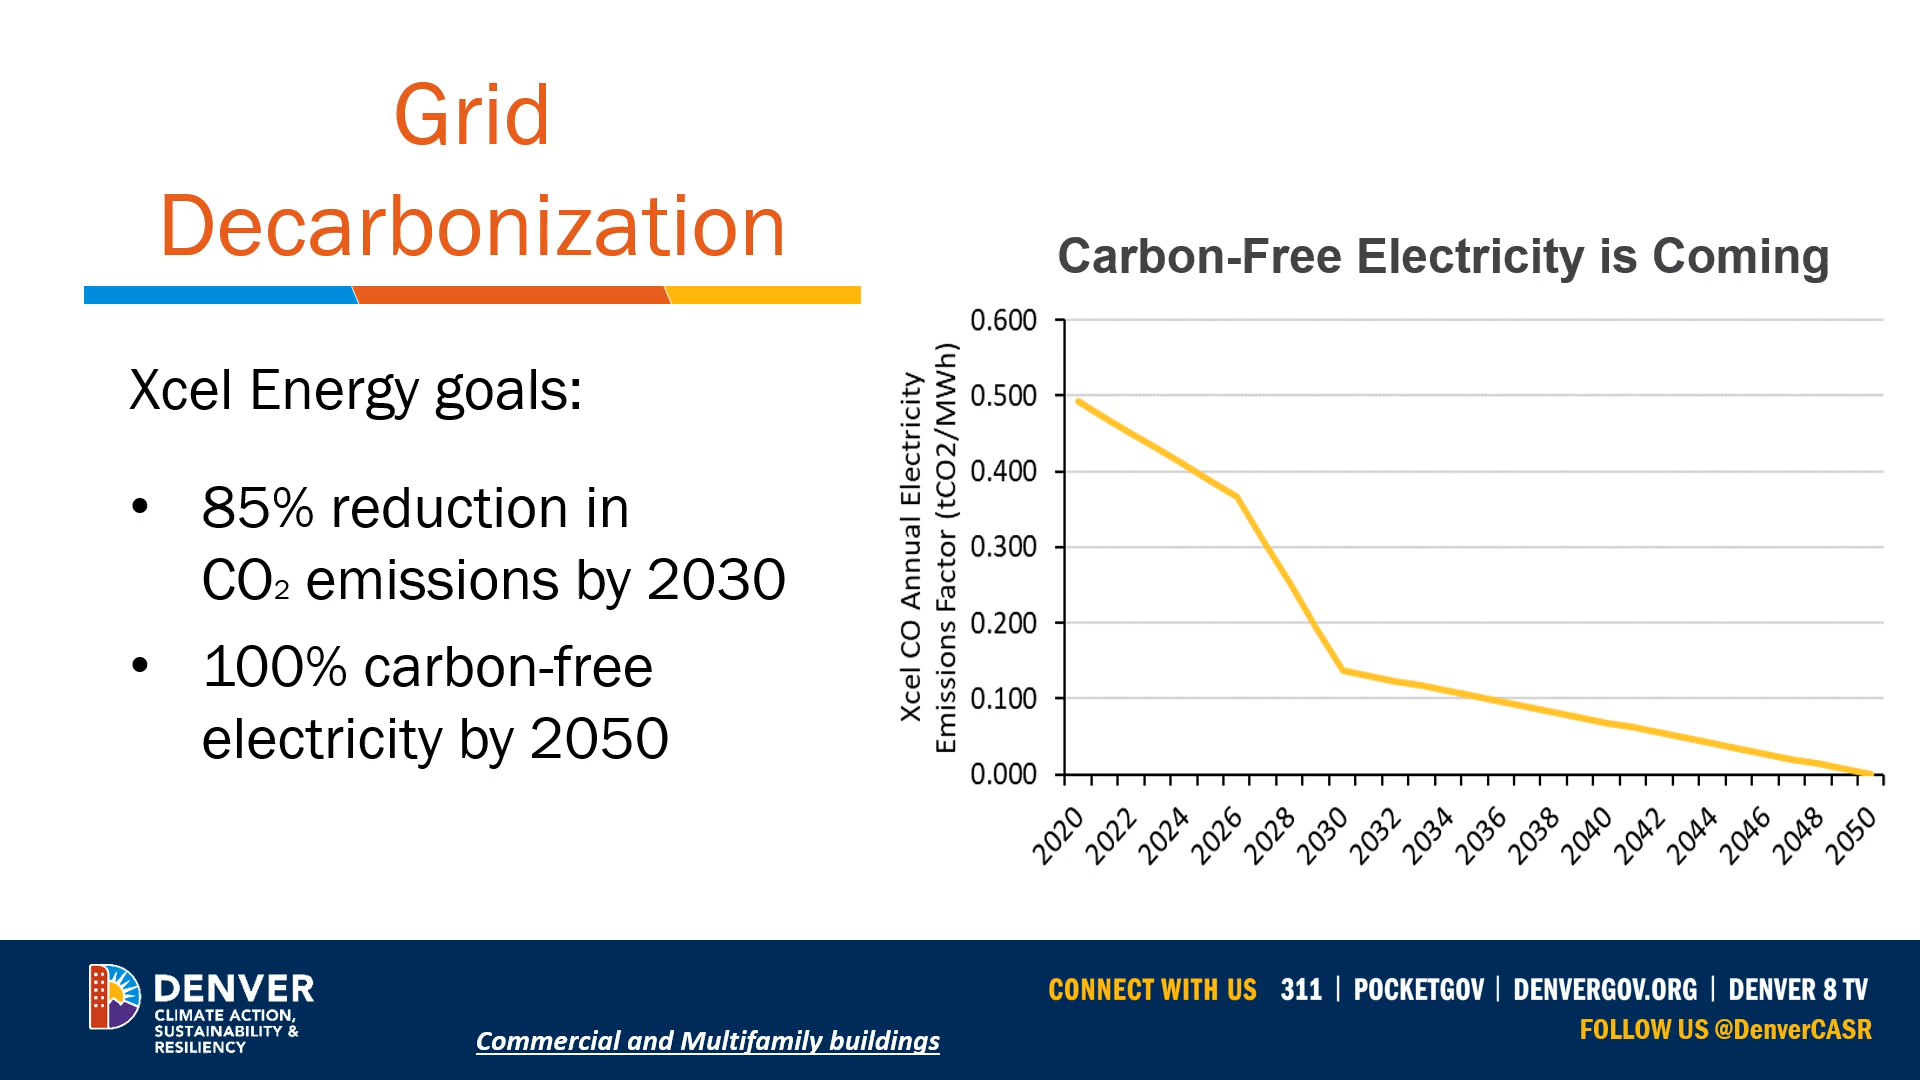 Grid
Decarbonization
Xcel Energy goals:
• 85% reduction in
CO₂ emissions by 2030
• 100% carbon-free
electricity by 2050
Carbon-Free Electricity is Coming
Xcel CO Annual Electricity
Emissions Factor (tCO2/MWh)
0.600
0.500
0.400
0.300
0.200
0.100
0.000
2020 2022 2024 2026 2028 2030 2032 2034 2036 2038 2040 2042 2044 2046 2048 2050
DENVER
CLIMATE ACTION,
SUSTAINABILITY &
RESILIENCY
Commercial and Multifamily buildings
CONNECT WITH US 311 | POCKETGOV | DENVERGOV.ORG | DENVER 8 TV
FOLLOW US @DenverCASR